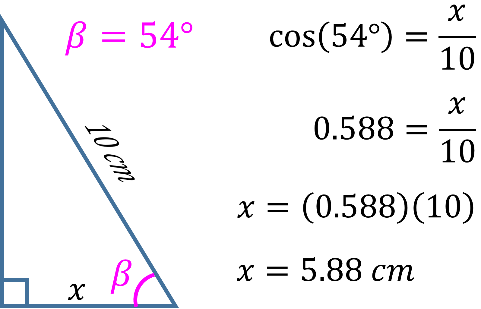 β = 54°
10 cm
x
β
cos(54°) = x/10
0.588 = x/10
x = (0.588)(10)
x = 5.88 cm